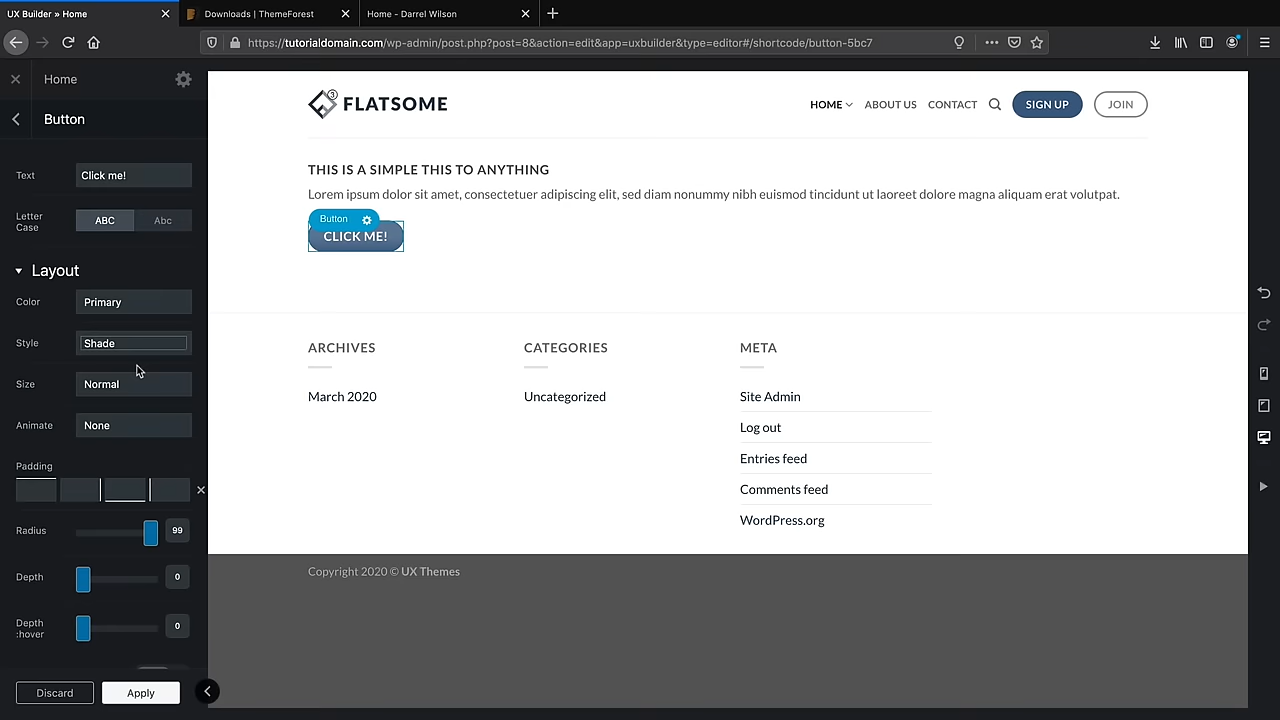 UX Builder » Home
Downloads | ThemeForest
Home - Darrel Wilson
https://tutorialdomain.com/wp-admin/post.php?post=8&action=edit&app=uxbuilder&type=editor#/shortcode/button-5bc7
Home
Button
Text
Click me!
Letter
Case
ABC
Abc
Layout
Color
Primary
Style
Shade
Size
Normal
Animate
None
Padding
Radius
99
Depth
0
Depth
:hover
0
Discard
Apply
3
FLATSOME
HOME
ABOUT US
CONTACT
SIGN UP
JOIN
THIS IS A SIMPLE THIS TO ANYTHING
Lorem ipsum dolor sit amet, consectetuer adipiscing elit, sed diam nonummy nibh euismod tincidunt ut laoreet dolore magna aliquam erat volutpat.
Button
CLICK ME!
ARCHIVES
March 2020
CATEGORIES
Uncategorized
META
Site Admin
Log out
Entries feed
Comments feed
WordPress.org
Copyright 2020 © UX Themes